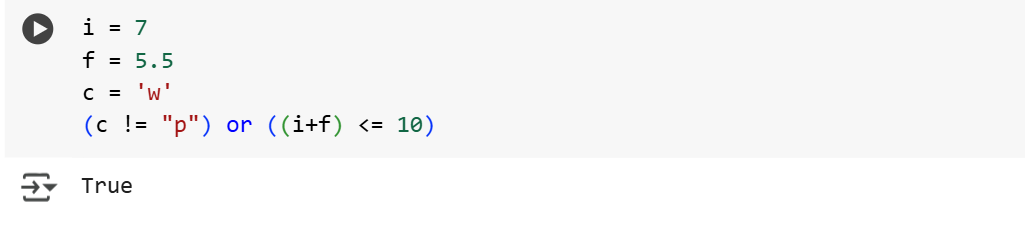 i = 7
f = 5.5
c = 'w'
(c != "p") or ((i+f) <= 10)
True